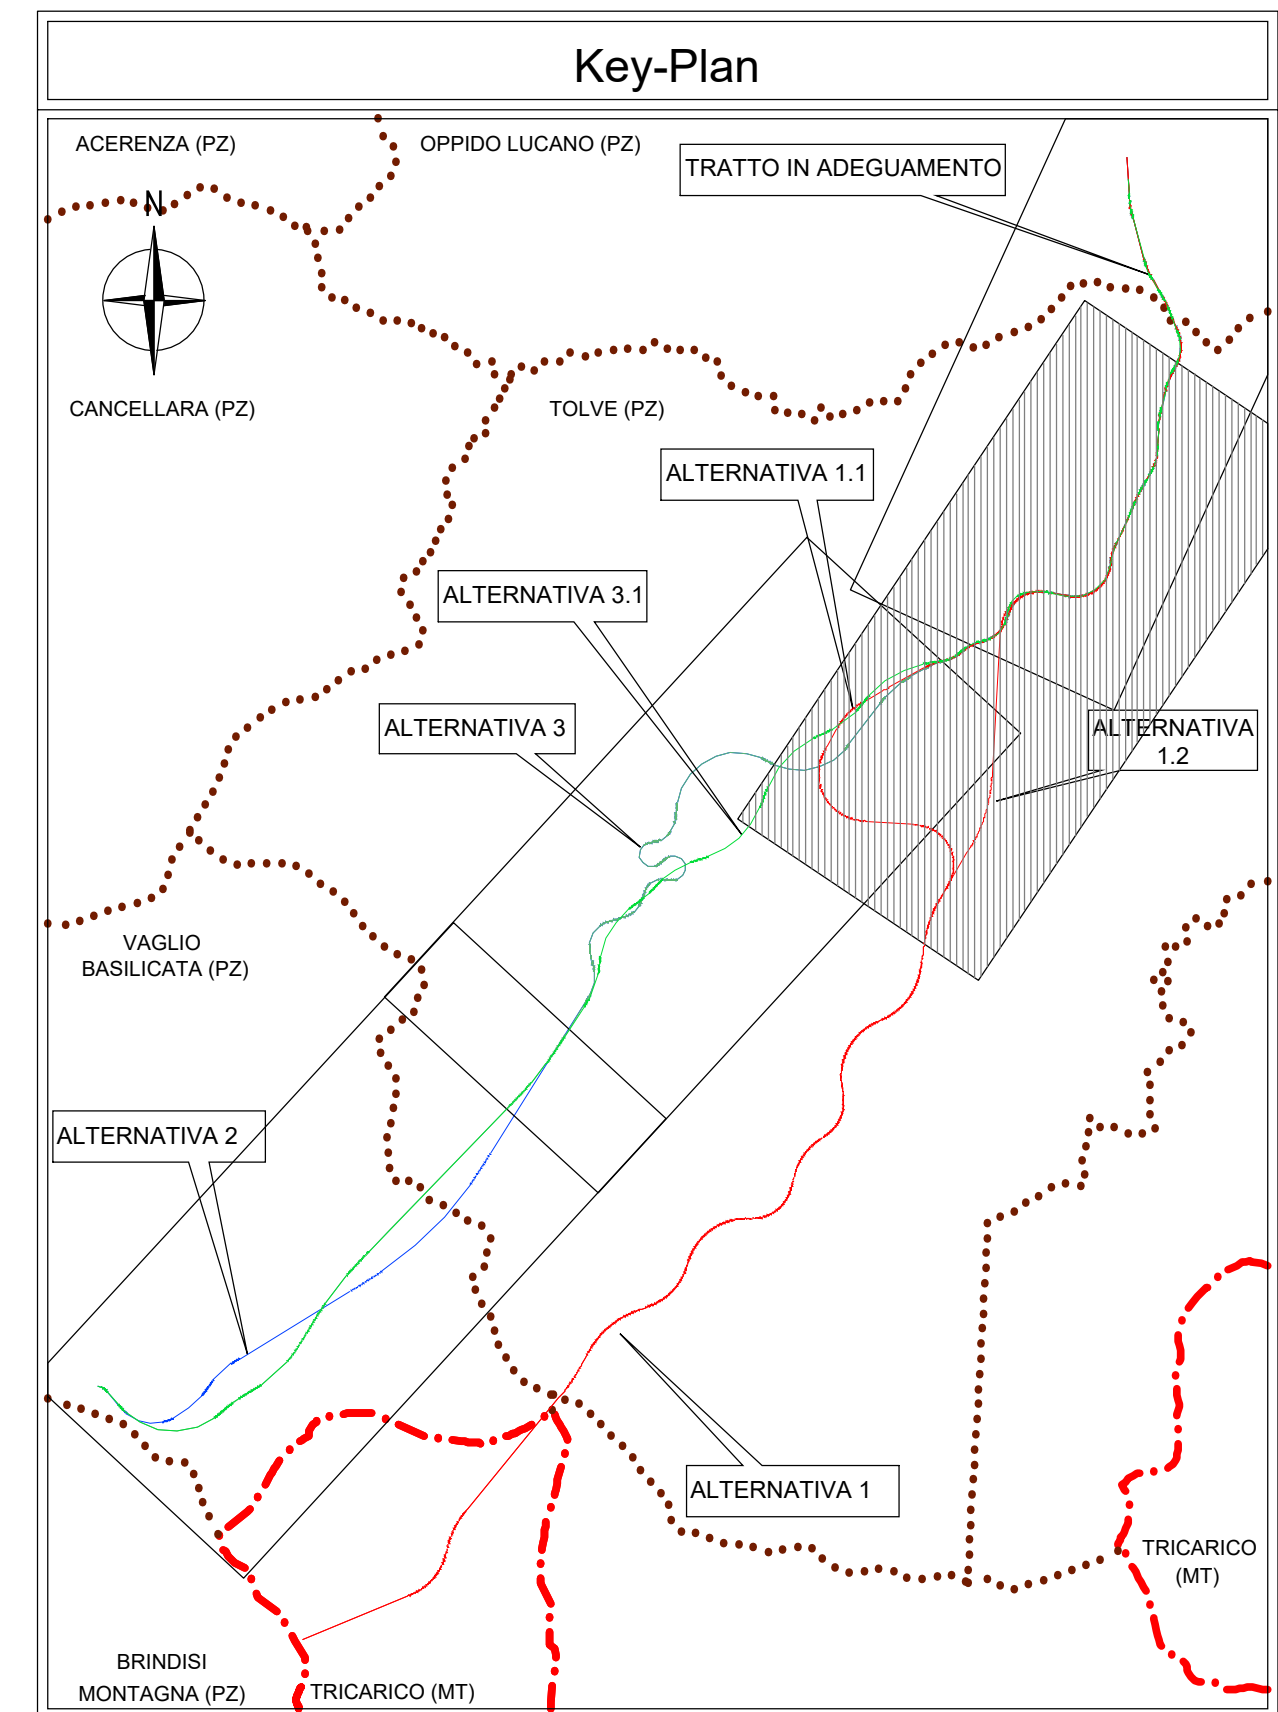 Key-Plan
ACERENZA (PZ)
OPPIDO LUCANO (PZ)
TRATTO IN ADEGUAMENTO
N
CANCELLARA (PZ)
TOLVE (PZ)
ALTERNATIVA 1.1
ALTERNATIVA 3.1
ALTERNATIVA 3
ALTERNATIVA
1.2
VAGLIO
BASILICATA (PZ)
ALTERNATIVA 2
ALTERNATIVA 1
TRICARICO
(MT)
BRINDISI
MONTAGNA (PZ)
TRICARICO (MT)